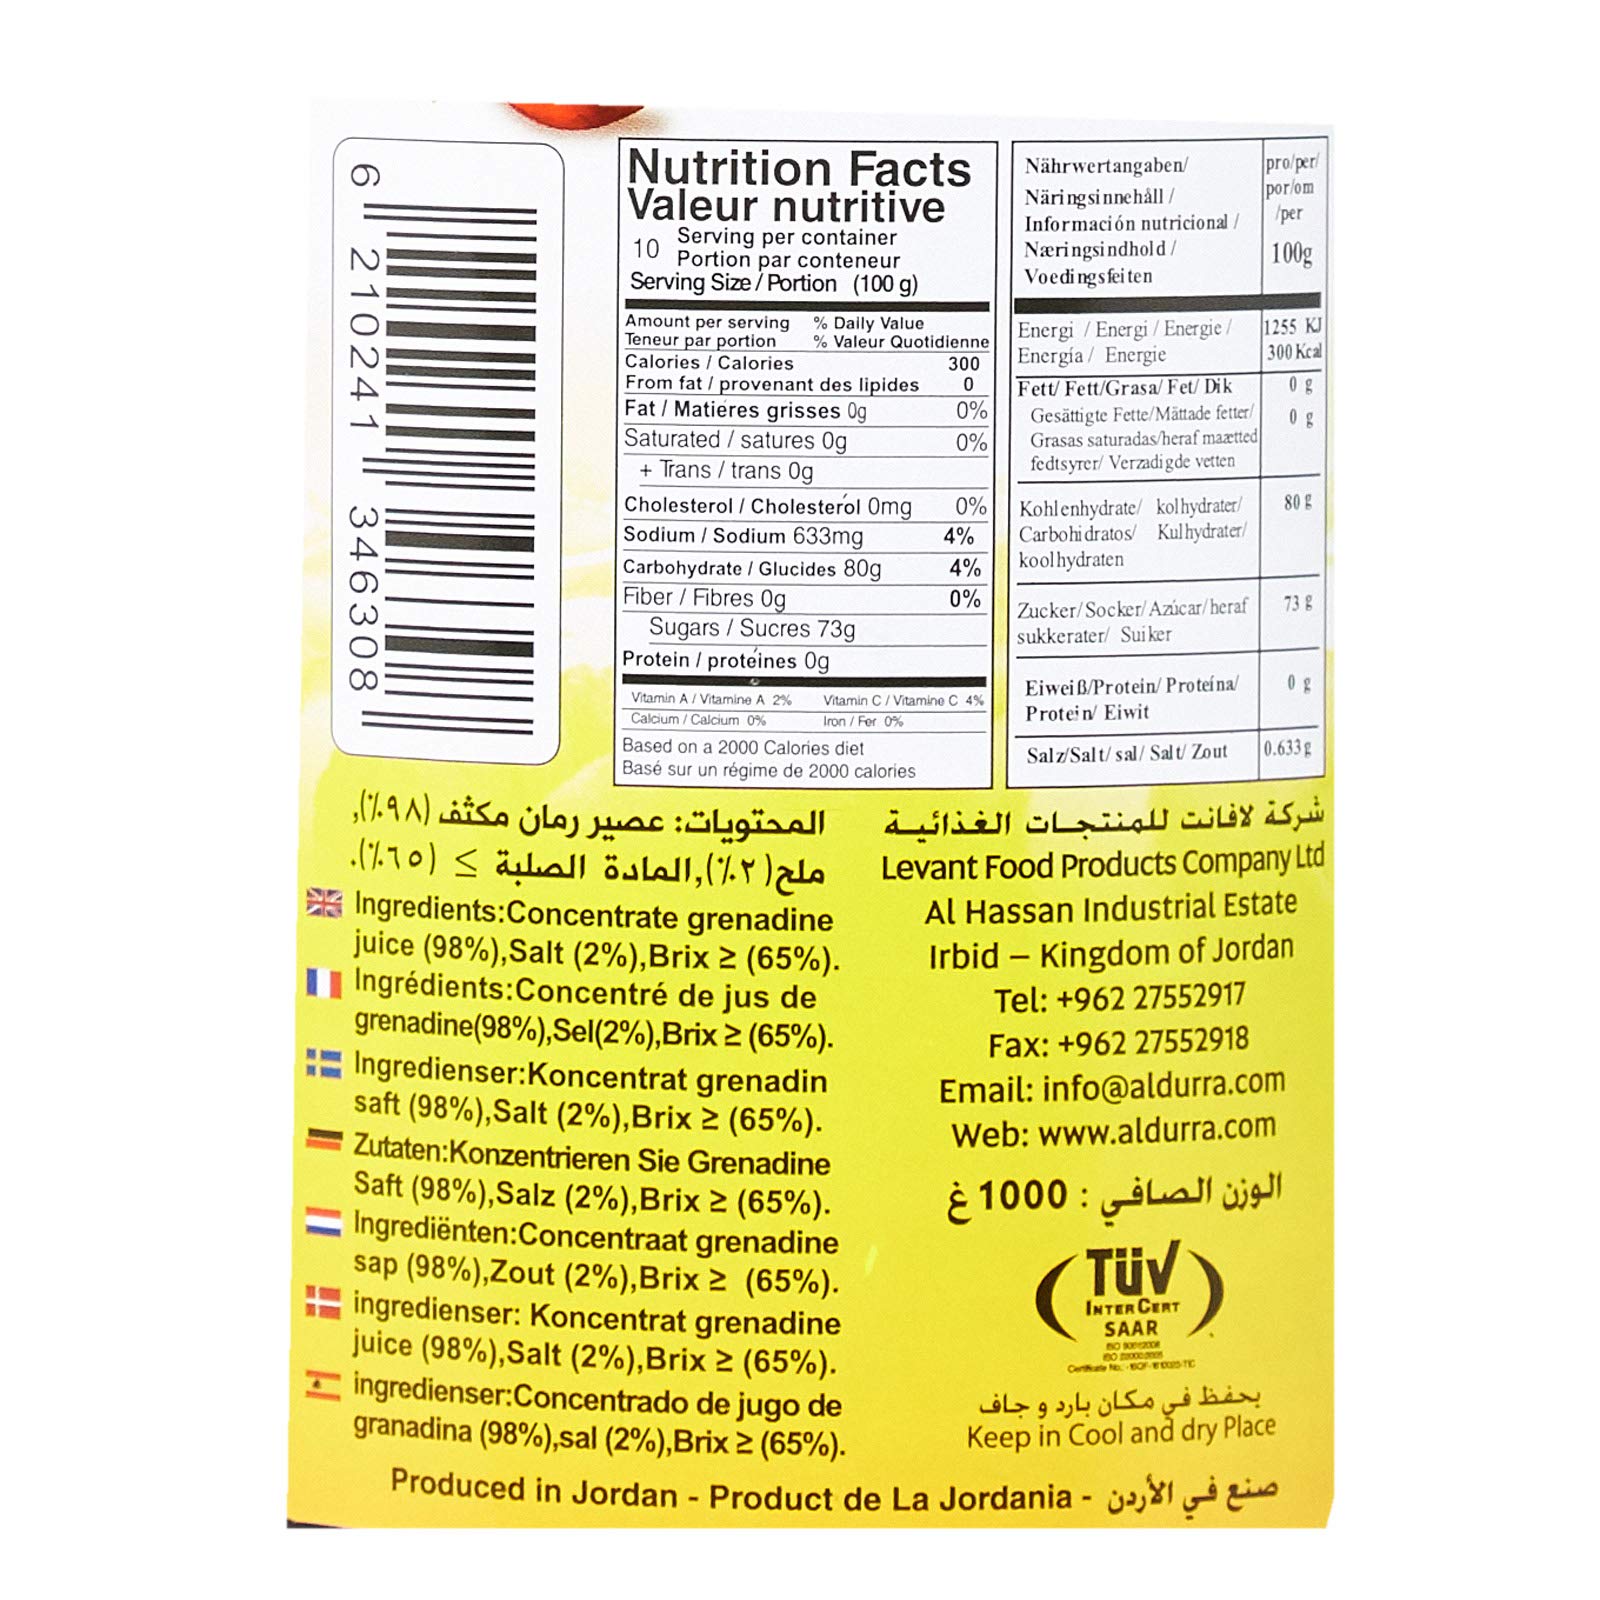 6 210241 346308
Nutrition Facts
Valeur nutritive
10 Serving per container
Portion par conteneur
Serving Size / Portion (100 g)
Amount per serving % Daily Value
Teneur par portion % Valeur Quotidienne
Calories / Calories 300
From fat / provenant des lipides 0
Fat / Matiéres grisses 0g 0%
Saturated / satures 0g 0%
+ Trans / trans 0g
Cholesterol / Cholesteról 0mg 0%
Sodium / Sodium 633mg 4%
Carbohydrate / Glucides 80g 4%
Fiber / Fibres 0g 0%
Sugars / Sucres 73g
Protein / protéines 0g
Vitamin A / Vitamine A 2% Vitamin C / Vitamine C 4%
Calcium / Calcium 0% Iron / Fer 0%
Based on a 2000 Calories diet
Basé sur un régime de 2000 calories
Nährwertangaben/ pro/per/
Näringsinnehåll / por/om
Información nutricional / /per
Næringsindhold / 100g
Voedingsfeiten
Energi / Energi / Energie / 1255 KJ
Energía / Energie 300 Kcal
Fett/ Fett/Grasa/ Fet/ Dik 0 g
Gesättigte Fette/Mättade fetter/ 0 g
Grasas saturadas/heraf maætted
fedtsyrer/ Verzadigde vetten
Kohlenhydrate/ kolhydrater/ 80 g
Carbohidratos/ Kulhydrater/
koolhydraten
Zucker/Socker/Azúcar/heraf 73 g
sukkerater/ Suiker
Eiweiß/Protein/ Proteína/ 0 g
Protein/ Eiwit
Salz/Salt/ sal/ Salt/ Zout 0.633g
المحتويات: عصير رمان مكثف (٩٨٪),
ملح(٢٪),المادة الصلبة ≥ (٦٥٪).
Ingredients:Concentrate grenadine
juice (98%),Salt (2%),Brix ≥ (65%).
Ingrédients:Concentré de jus de
grenadine(98%),Sel(2%),Brix ≥ (65%).
Ingredienser:Koncentrat grenadin
saft (98%),Salt (2%),Brix ≥ (65%).
Zutaten:Konzentrieren Sie Grenadine
Saft (98%),Salz (2%),Brix ≥ (65%).
Ingrediënten:Concentraat grenadine
sap (98%),Zout (2%),Brix ≥ (65%).
ingredienser: Koncentrat grenadine
juice (98%),Salt (2%),Brix ≥ (65%).
ingredienser:Concentrado de jugo de
granadina (98%),sal (2%),Brix ≥ (65%).
شركة لافانت للمنتجات الغذائية
Levant Food Products Company Ltd
Al Hassan Industrial Estate
Irbid – Kingdom of Jordan
Tel: +962 27552917
Fax: +962 27552918
Email: info@aldurra.com
Web: www.aldurra.com
الوزن الصافي : 1000 غ
TÜV
INTERCERT
SAAR
يحفظ في مكان بارد و جاف
Keep in Cool and dry Place
Produced in Jordan - Product de La Jordania - صنع في الأردن